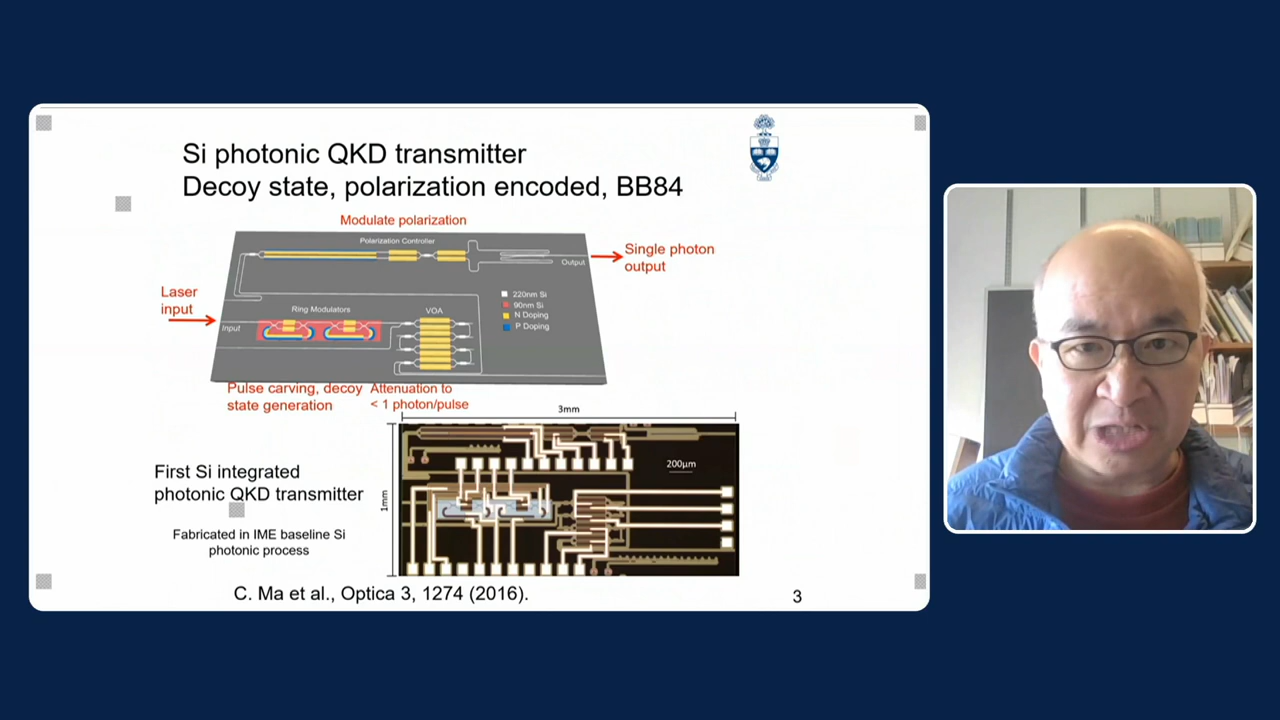 Si photonic QKD transmitter
Decoy state, polarization encoded, BB84
Modulate polarization
Polarization Controller
Output
Single photon
output
Laser
input
Input
Ring Modulators
VOA
220nm Si
90nm Si
N Doping
P Doping
Pulse carving, decoy
state generation
Attenuation to
< 1 photon/pulse
3mm
1mm
200μm
First Si integrated
photonic QKD transmitter
Fabricated in IME baseline Si
photonic process
C. Ma et al., Optica 3, 1274 (2016).
3